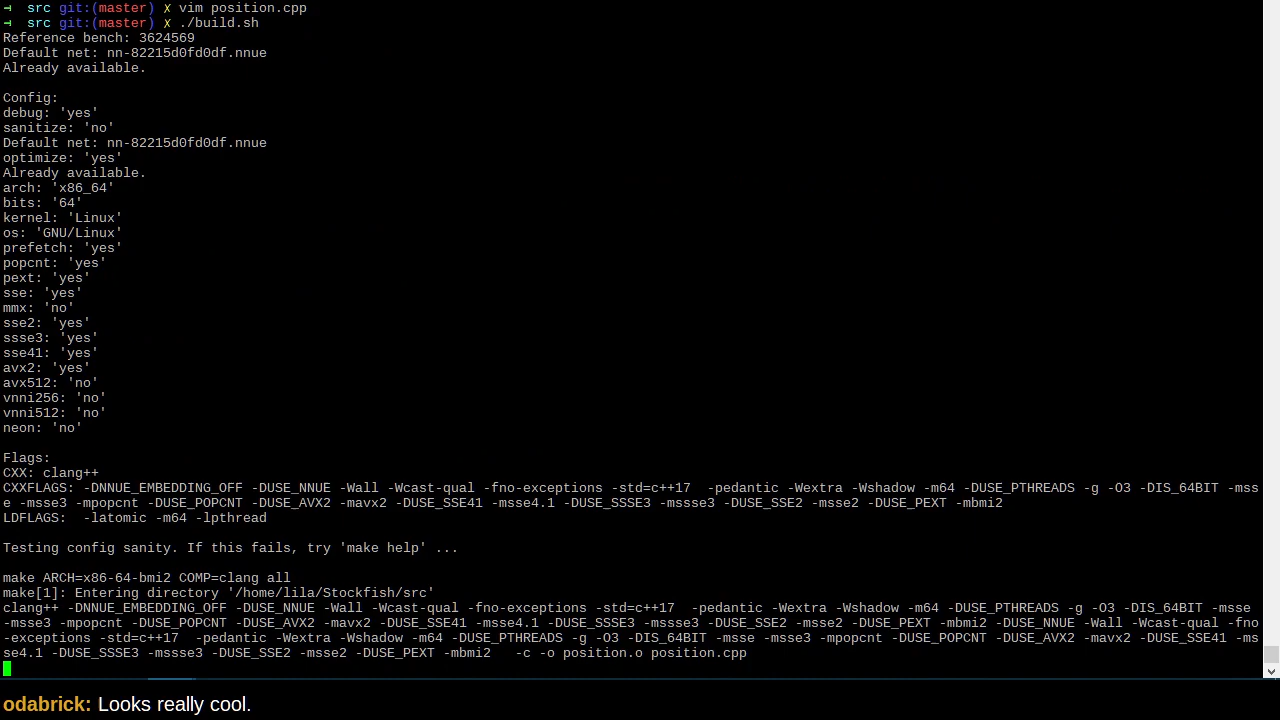 ⊣  src git:(master) ✗ vim position.cpp
⊣  src git:(master) ✗ ./build.sh
Reference bench: 3624569
Default net: nn-82215d0fd0df.nnue
Already available.

Config:
debug: 'yes'
sanitize: 'no'
Default net: nn-82215d0fd0df.nnue
optimize: 'yes'
Already available.
arch: 'x86_64'
bits: '64'
kernel: 'Linux'
os: 'GNU/Linux'
prefetch: 'yes'
popcnt: 'yes'
pext: 'yes'
sse: 'yes'
mmx: 'no'
sse2: 'yes'
ssse3: 'yes'
sse41: 'yes'
avx2: 'yes'
avx512: 'no'
vnni256: 'no'
vnni512: 'no'
neon: 'no'

Flags:
CXX: clang++
CXXFLAGS: -DNNUE_EMBEDDING_OFF -DUSE_NNUE -Wall -Wcast-qual -fno-exceptions -std=c++17  -pedantic -Wextra -Wshadow -m64 -DUSE_PTHREADS -g -O3 -DIS_64BIT -mss
e -msse3 -mpopcnt -DUSE_POPCNT -DUSE_AVX2 -mavx2 -DUSE_SSE41 -msse4.1 -DUSE_SSSE3 -mssse3 -DUSE_SSE2 -msse2 -DUSE_PEXT -mbmi2
LDFLAGS:  -latomic -m64 -lpthread

Testing config sanity. If this fails, try 'make help' ...

make ARCH=x86-64-bmi2 COMP=clang all
make[1]: Entering directory '/home/lila/Stockfish/src'
clang++ -DNNUE_EMBEDDING_OFF -DUSE_NNUE -Wall -Wcast-qual -fno-exceptions -std=c++17  -pedantic -Wextra -Wshadow -m64 -DUSE_PTHREADS -g -O3 -DIS_64BIT -msse
-msse3 -mpopcnt -DUSE_POPCNT -DUSE_AVX2 -mavx2 -DUSE_SSE41 -msse4.1 -DUSE_SSSE3 -mssse3 -DUSE_SSE2 -msse2 -DUSE_PEXT -mbmi2 -DUSE_NNUE -Wall -Wcast-qual -fno
-exceptions -std=c++17  -pedantic -Wextra -Wshadow -m64 -DUSE_PTHREADS -g -O3 -DIS_64BIT -msse -msse3 -mpopcnt -DUSE_POPCNT -DUSE_AVX2 -mavx2 -DUSE_SSE41 -ms
se4.1 -DUSE_SSSE3 -mssse3 -DUSE_SSE2 -msse2 -DUSE_PEXT -mbmi2   -c -o position.o position.cpp
odabrick: Looks really cool.